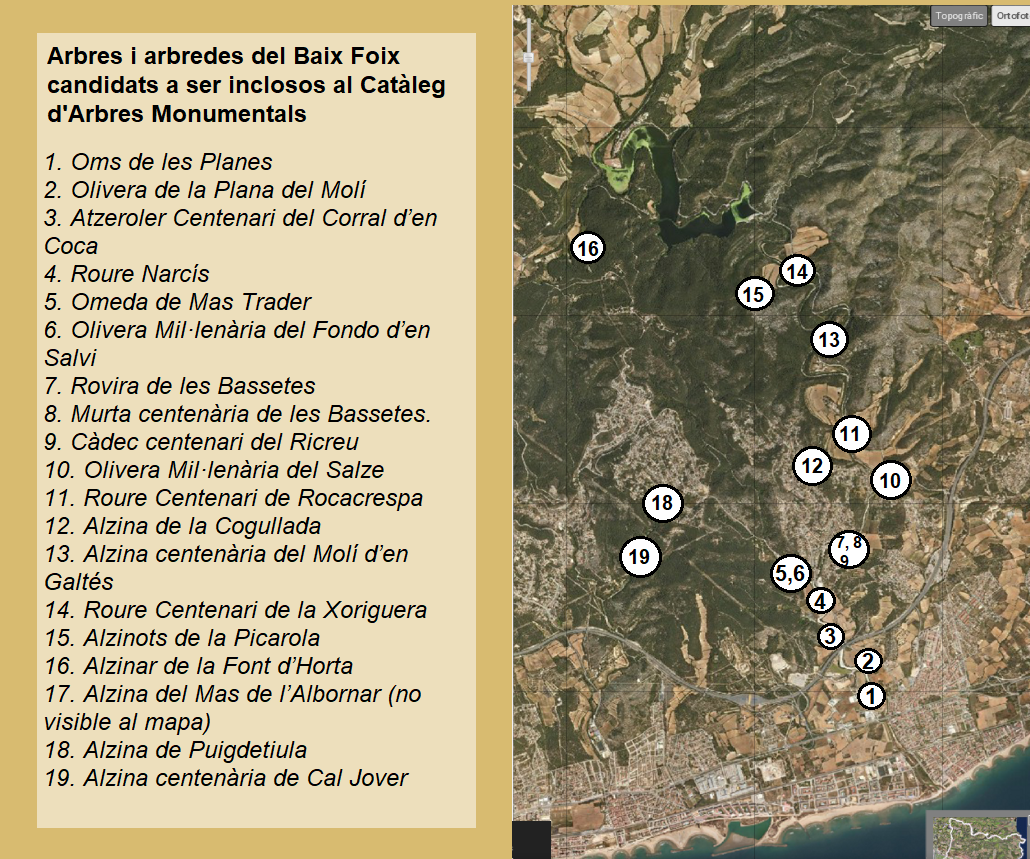 Arbres i arbredes del Baix Foix
candidats a ser inclosos al Catàleg
d'Arbres Monumentals
1. Oms de les Planes
2. Olivera de la Plana del Molí
3. Atzeroler Centenari del Corral d’en
Coca
4. Roure Narcís
5. Omeda de Mas Trader
6. Olivera Mil·lenària del Fondo d’en
Salvi
7. Rovira de les Bassetes
8. Murta centenària de les Bassetes.
9. Càdec centenari del Ricreu
10. Olivera Mil·lenària del Salze
11. Roure Centenari de Rocacrespa
12. Alzina de la Cogullada
13. Alzina centenària del Molí d’en
Galtés
14. Roure Centenari de la Xoriguera
15. Alzinots de la Picarola
16. Alzinar de la Font d’Horta
17. Alzina del Mas de l’Albornar (no
visible al mapa)
18. Alzina de Puigdetiula
19. Alzina centenària de Cal Jover
Topogràfic Ortofot
16
14
15
13
11
12
10
18
7, 8
9
19
5,6
4
3
2
1